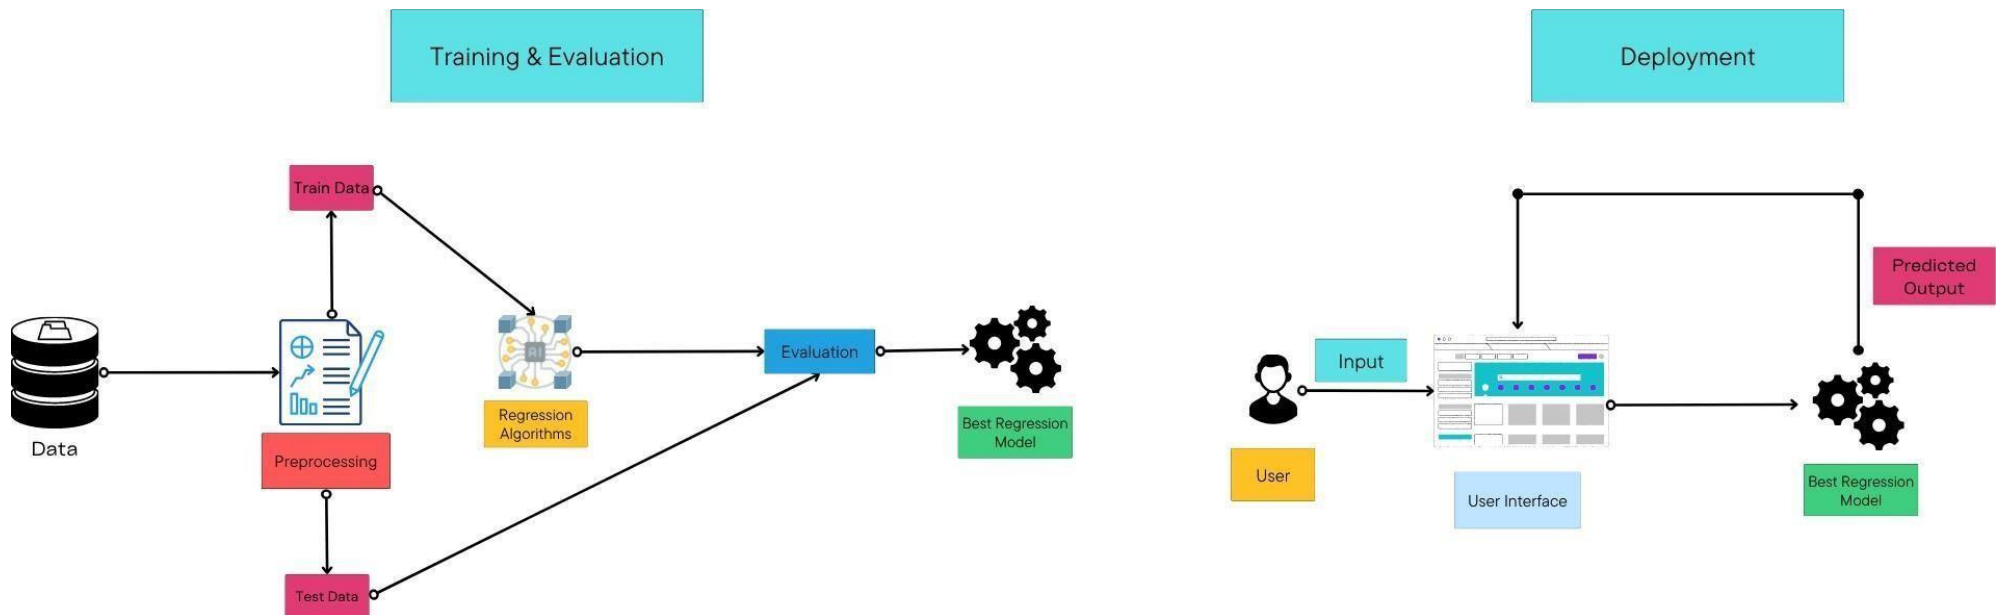 Training & Evaluation
Deployment
Train Data
Data
Preprocessing
Test Data
AI
Regression
Algorithms
Evaluation
Best Regression
Model
User
Input
User Interface
Predicted
Output
Best Regression
Model